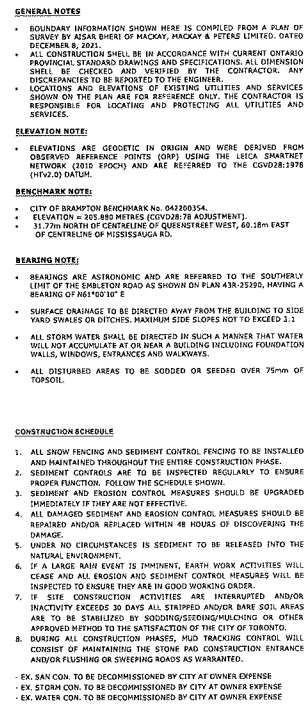 GENERAL NOTES
• BOUNDARY INFORMATION SHOWN HERE IS COMPILED FROM A PLAN OF
SURVEY BY ASAR BHERI OF MACKAY, MACKAY & PETERS LIMITED. DATED
DECEMBER 8, 2021.
• ALL CONSTRUCTION SHELL BE IN ACCORDANCE WITH CURRENT ONTARIO
PROVINCIAL STANDARD DRAWINGS AND SPECIFICATIONS. ALL DIMENSION
SHELL BE CHECKED AND VERIFIED BY THE CONTRACTOR. ANY
DISCREPANCIES TO BE REPORTED TO THE ENGINEER.
• LOCATIONS AND ELEVATIONS OF EXISTING UTILITIES AND SERVICES
SHOWN ON THE PLAN ARE FOR REFERENCE ONLY. THE CONTRACTOR IS
RESPONSIBLE FOR LOCATING AND PROTECTING ALL UTILITIES AND
SERVICES.
ELEVATION NOTE:
• ELEVATIONS ARE GEODETIC IN ORIGIN AND WERE DERIVED FROM
OBSERVED REFERENCE POINTS (ORP) USING THE LEICA SMARTNET
NETWORK (2010 EPOCH) AND ARE REFERRED TO THE CGVD28:1978
(HTv2.0) DATUM.
BENCHMARK NOTE:
• CITY OF BRAMPTON BENCHMARK No. 042200354.
• ELEVATION = 205.880 METRES (CGVD28:78 ADJUSTMENT).
• 31.77m NORTH OF CENTRELINE OF QUEENSTREET WEST, 60.18m EAST
OF CENTRELINE OF MISSISSAUGA RD.
BEARING NOTE:
• BEARINGS ARE ASTRONOMIC AND ARE REFERRED TO THE SOUTHERLY
LIMIT OF THE EMBLETON ROAD AS SHOWN ON PLAN 43R-25290, HAVING A
BEARING OF N61°00'10" E
• SURFACE DRAINAGE TO BE DIRECTED AWAY FROM THE BUILDING TO SIDE
YARD SWALES OR DITCHES. MAXIMUM SIDE SLOPES NOT TO EXCEED 3:1
• ALL STORM WATER SHALL BE DIRECTED IN SUCH A MANNER THAT WATER
WILL NOT ACCUMULATE AT OR NEAR A BUILDING INCLUDING FOUNDATION
WALLS, WINDOWS, ENTRANCES AND WALKWAYS.
• ALL DISTURBED AREAS TO BE SODDED OR SEEDED OVER 75mm OF
TOPSOIL.
CONSTRUCTION SCHEDULE
1. ALL SNOW FENCING AND SEDIMENT CONTROL FENCING TO BE INSTALLED
AND MAINTAINED THROUGHOUT THE ENTIRE CONSTRUCTION PHASE.
2. SEDIMENT CONTROLS ARE TO BE INSPECTED REGULARLY TO ENSURE
PROPER FUNCTION. FOLLOW THE SCHEDULE SHOWN.
3. SEDIMENT AND EROSION CONTROL MEASURES SHOULD BE UPGRADED
IMMEDIATELY IF THEY ARE NOT EFFECTIVE.
4. ALL DAMAGED SEDIMENT AND EROSION CONTROL MEASURES SHOULD BE
REPAIRED AND/OR REPLACED WITHIN 48 HOURS OF DISCOVERING THE
DAMAGE.
5. UNDER NO CIRCUMSTANCES IS SEDIMENT TO BE RELEASED INTO THE
NATURAL ENVIRONMENT.
6. IF A LARGE RAIN EVENT IS IMMINENT, EARTH WORK ACTIVITIES WILL
CEASE AND ALL EROSION AND SEDIMENT CONTROL MEASURES WILL BE
INSPECTED TO ENSURE THEY ARE IN GOOD WORKING ORDER.
7. IF SITE CONSTRUCTION ACTIVITIES ARE INTERRUPTED AND/OR
INACTIVITY EXCEEDS 30 DAYS ALL STRIPPED AND/OR BARE SOIL AREAS
ARE TO BE STABILIZED BY SODDING/SEEDING/MULCHING OR OTHER
APPROVED METHOD TO THE SATISFACTION OF THE CITY OF TORONTO.
8. DURING ALL CONSTRUCTION PHASES, MUD TRACKING CONTROL WILL
CONSIST OF MAINTAINING THE STONE PAD CONSTRUCTION ENTRANCE
AND/OR FLUSHING OR SWEEPING ROADS AS WARRANTED.
- EX. SAN CON. TO BE DECOMMISSIONED BY CITY AT OWNER EXPENSE
- EX. STORM CON. TO BE DECOMMISSIONED BY CITY AT OWNER EXPENSE
- EX. WATER CON. TO BE DECOMMISSIONED BY CITY AT OWNER EXPENSE